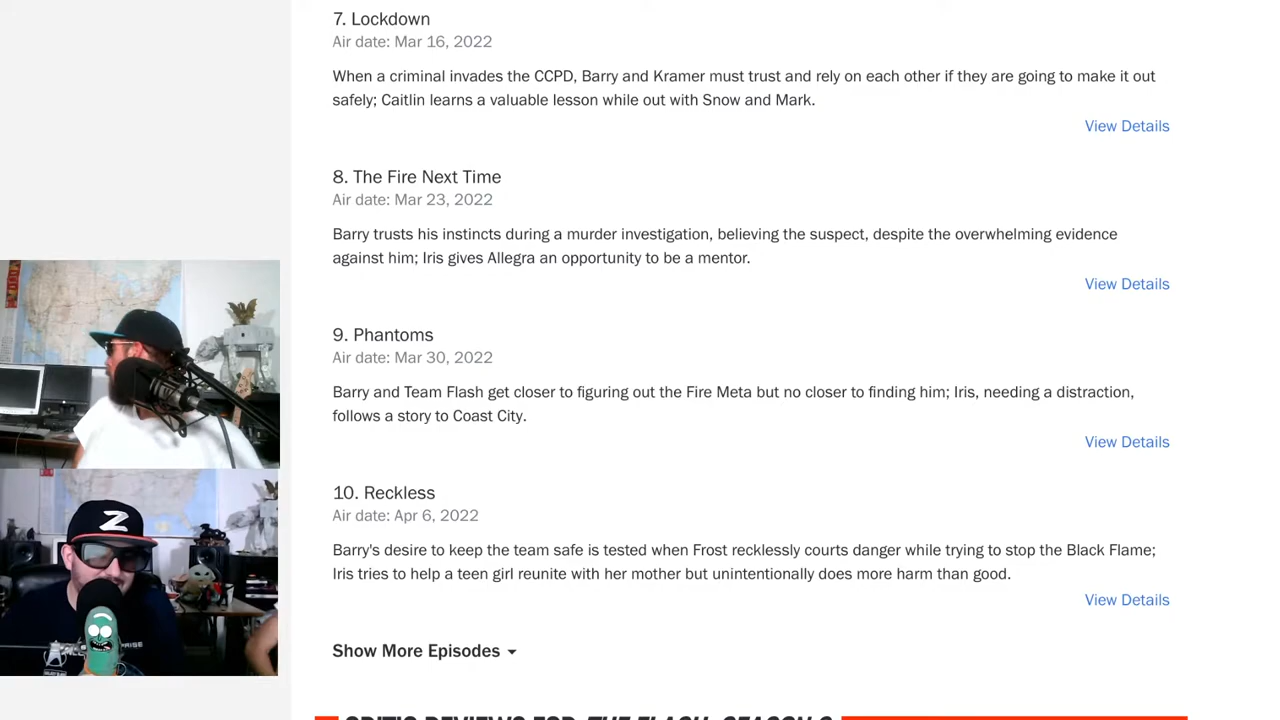 7. Lockdown
Air date: Mar 16, 2022
When a criminal invades the CCPD, Barry and Kramer must trust and rely on each other if they are going to make it out
safely; Caitlin learns a valuable lesson while out with Snow and Mark.
View Details
8. The Fire Next Time
Air date: Mar 23, 2022
Barry trusts his instincts during a murder investigation, believing the suspect, despite the overwhelming evidence
against him; Iris gives Allegra an opportunity to be a mentor.
View Details
9. Phantoms
Air date: Mar 30, 2022
Barry and Team Flash get closer to figuring out the Fire Meta but no closer to finding him; Iris, needing a distraction,
follows a story to Coast City.
View Details
10. Reckless
Air date: Apr 6, 2022
Barry's desire to keep the team safe is tested when Frost recklessly courts danger while trying to stop the Black Flame;
Iris tries to help a teen girl reunite with her mother but unintentionally does more harm than good.
View Details
Show More Episodes
Z